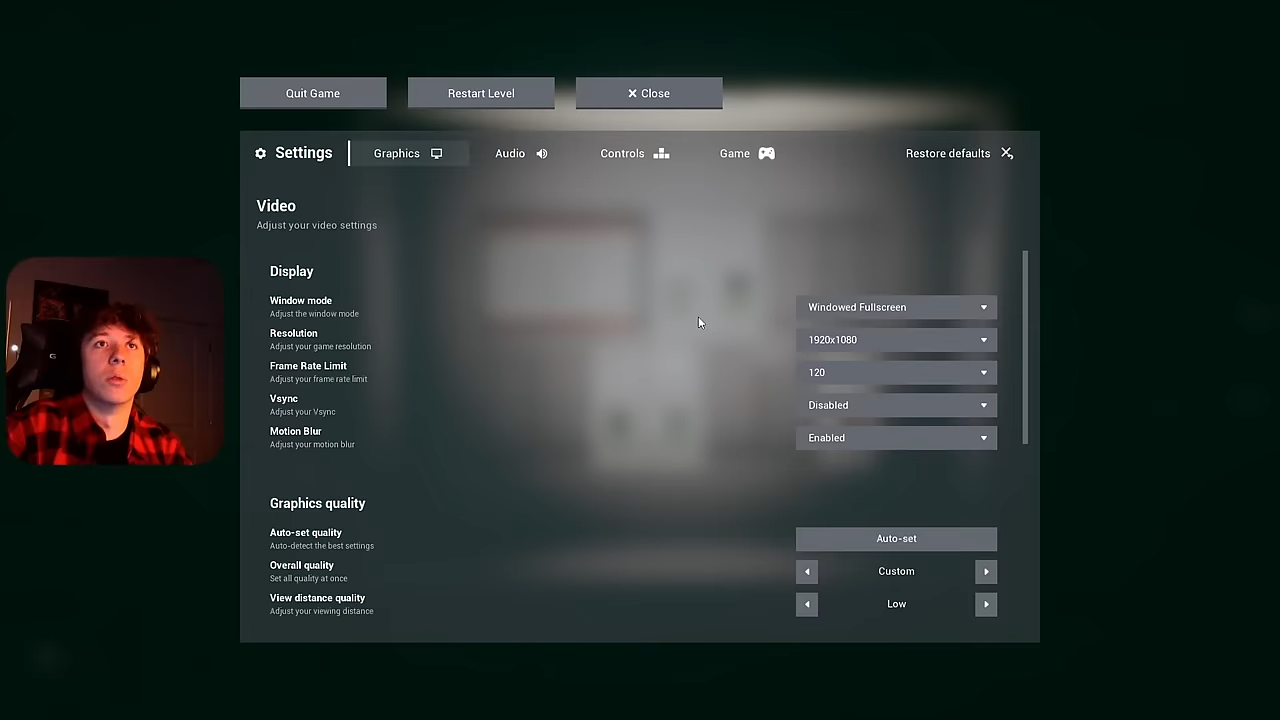 Quit Game
Restart Level
Close
Settings
Graphics
Audio
Controls
Game
Restore defaults
Video
Adjust your video settings
Display
Window mode
Adjust the window mode
Windowed Fullscreen
Resolution
Adjust your game resolution
1920x1080
Frame Rate Limit
Adjust your frame rate limit
120
Vsync
Adjust your Vsync
Disabled
Motion Blur
Adjust your motion blur
Enabled
Graphics quality
Auto-set quality
Auto-detect the best settings
Auto-set
Overall quality
Set all quality at once
Custom
View distance quality
Adjust your viewing distance
Low